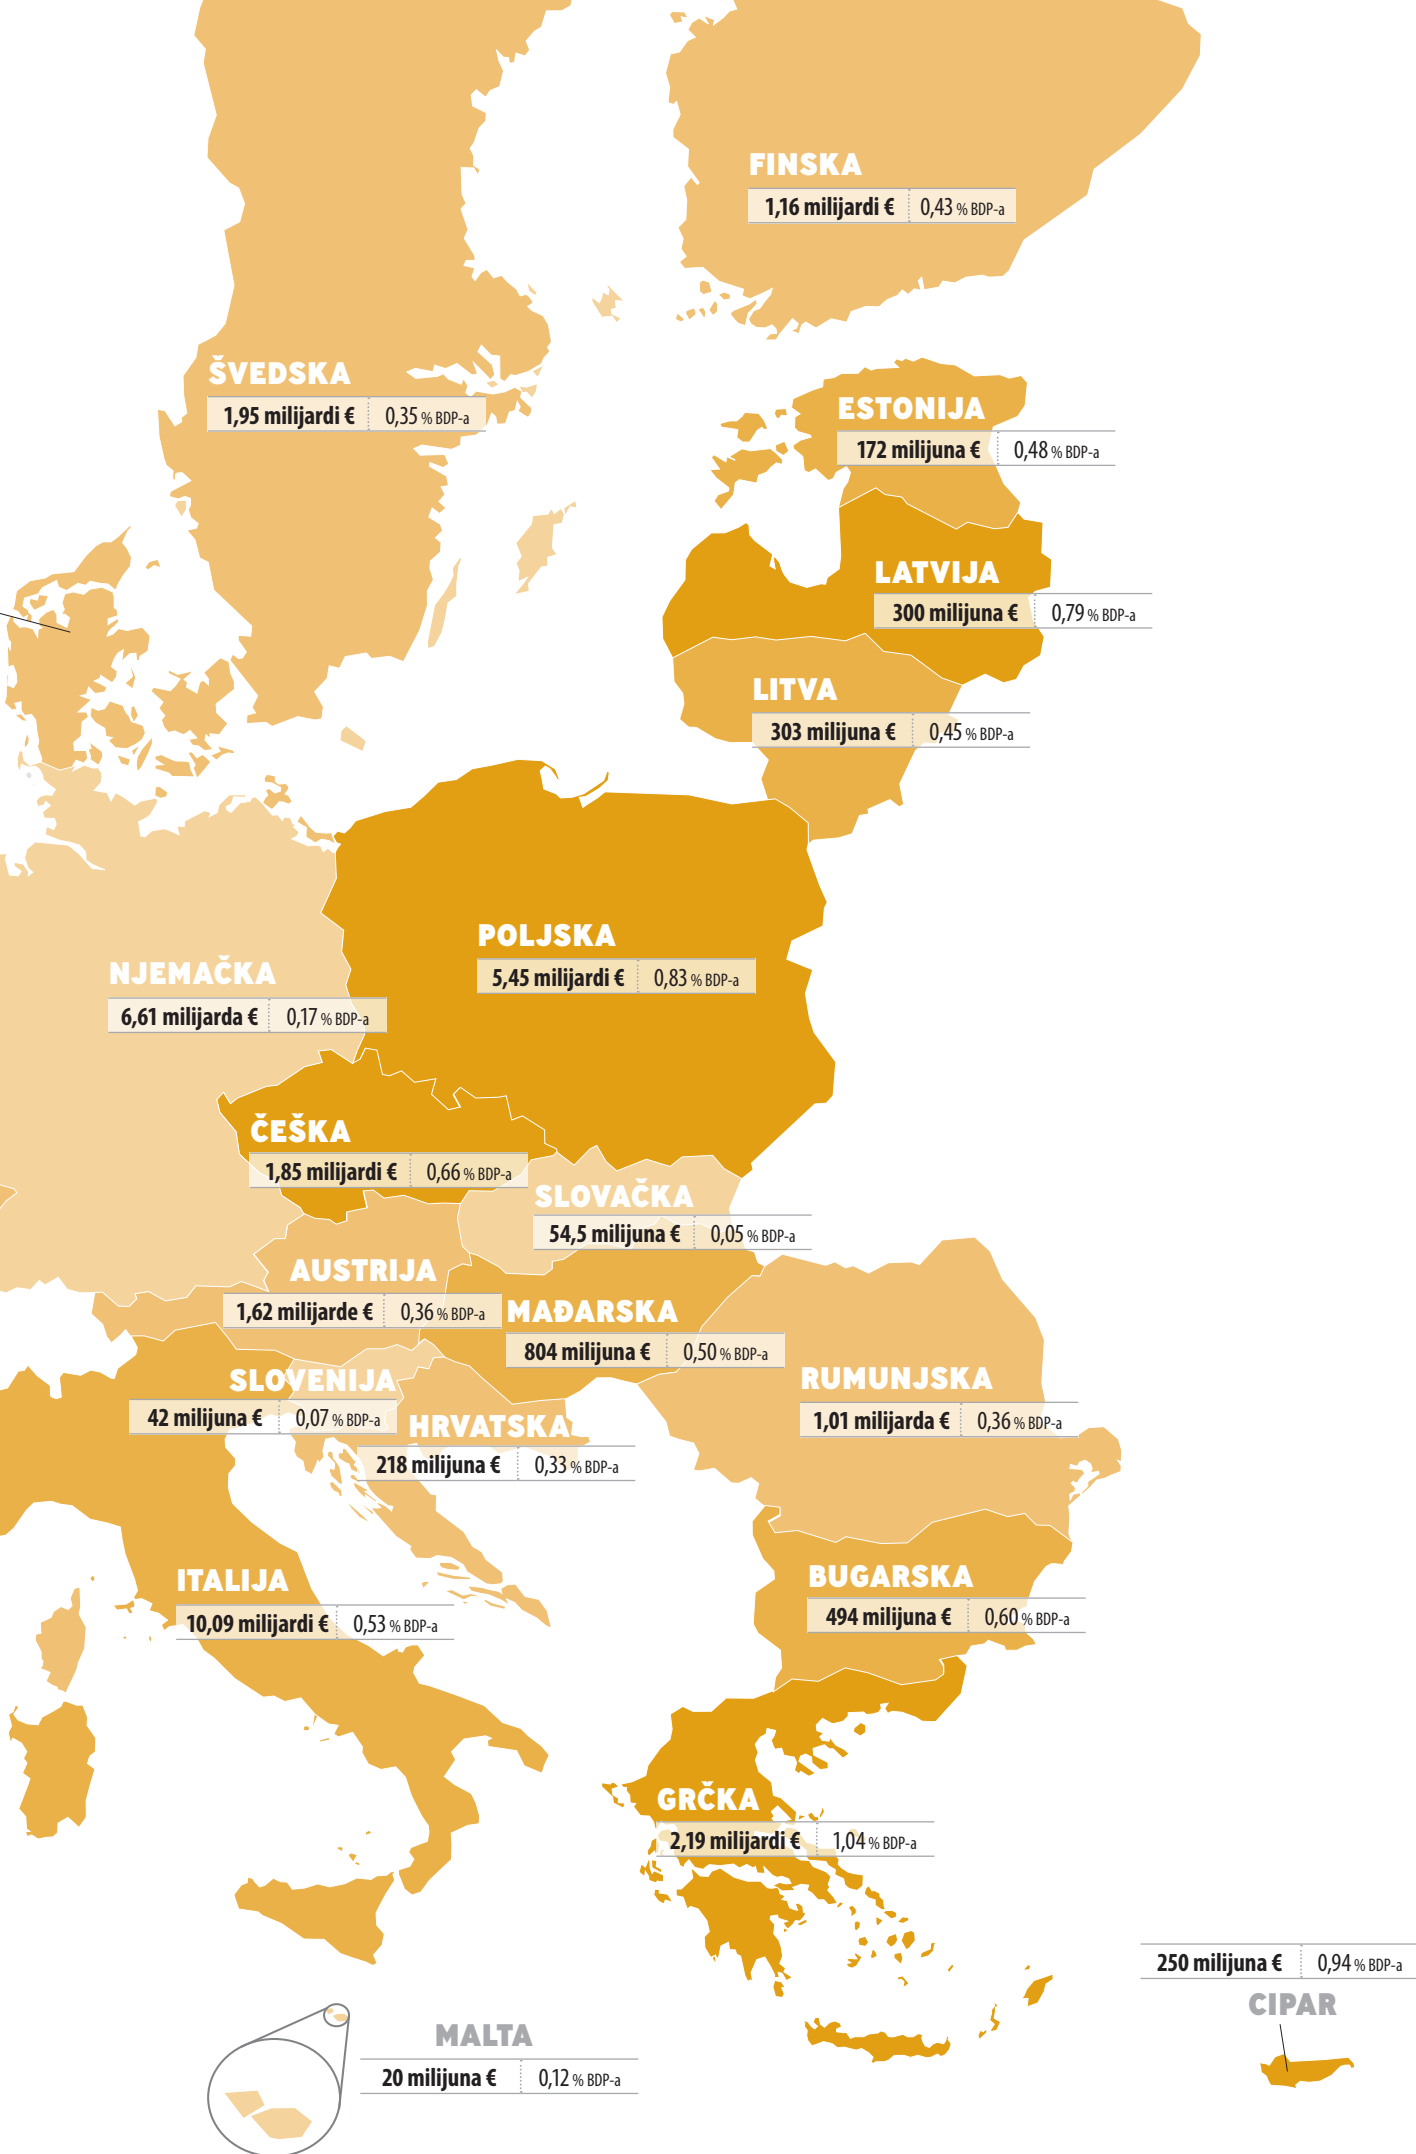 FINSKA
1,16 milijardi € 0,43 % BDP-a
ŠVEDSKA
1,95 milijardi € 0,35 % BDP-a
ESTONIJA
172 milijuna € 0,48 % BDP-a
LATVIJA
300 milijuna € 0,79 % BDP-a
LITVA
303 milijuna € 0,45 % BDP-a
POLJSKA
5,45 milijardi € 0,83 % BDP-a
NJEMAČKA
6,61 milijarda € 0,17 % BDP-a
ČEŠKA
1,85 milijardi € 0,66 % BDP-a
SLOVAČKA
54,5 milijuna € 0,05 % BDP-a
AUSTRIJA
1,62 milijarde € 0,36 % BDP-a
MAĐARSKA
804 milijuna € 0,50 % BDP-a
SLOVENIJA
42 milijuna € 0,07 % BDP-a
RUMUNJSKA
1,01 milijarda € 0,36 % BDP-a
HRVATSKA
218 milijuna € 0,33 % BDP-a
ITALIJA
10,09 milijardi € 0,53 % BDP-a
BUGARSKA
494 milijuna € 0,60 % BDP-a
GRČKA
2,19 milijardi € 1,04 % BDP-a
250 milijuna € 0,94 % BDP-a
CIPAR
MALTA
20 milijuna € 0,12 % BDP-a